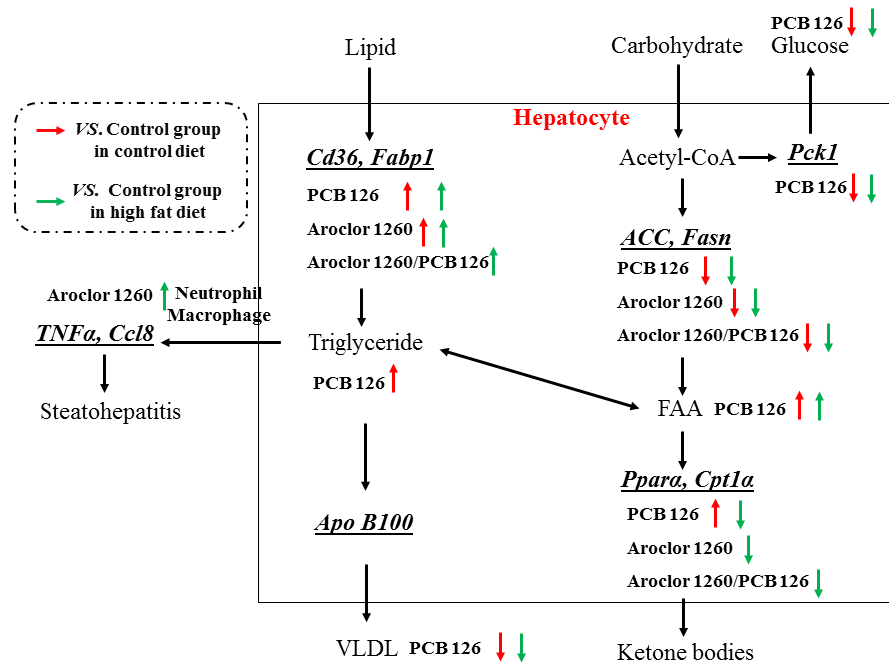 PCB 126
Lipid
Carbohydrate
Glucose
Hepatocyte
VS. Control group
in control diet
VS. Control group
in high fat diet
Cd36, Fabp1
PCB 126
Aroclor 1260
Aroclor 1260/PCB 126
Acetyl-CoA
Pck1
PCB 126
ACC, Fasn
PCB 126
Aroclor 1260
Aroclor 1260/PCB 126
Aroclor 1260
Neutrophil
Macrophage
TNFα, Ccl8
Steatohepatitis
Triglyceride
PCB 126
FAA PCB 126
Pparα, Cpt1α
PCB 126
Aroclor 1260
Aroclor 1260/PCB 126
Apo B100
VLDL PCB 126
Ketone bodies